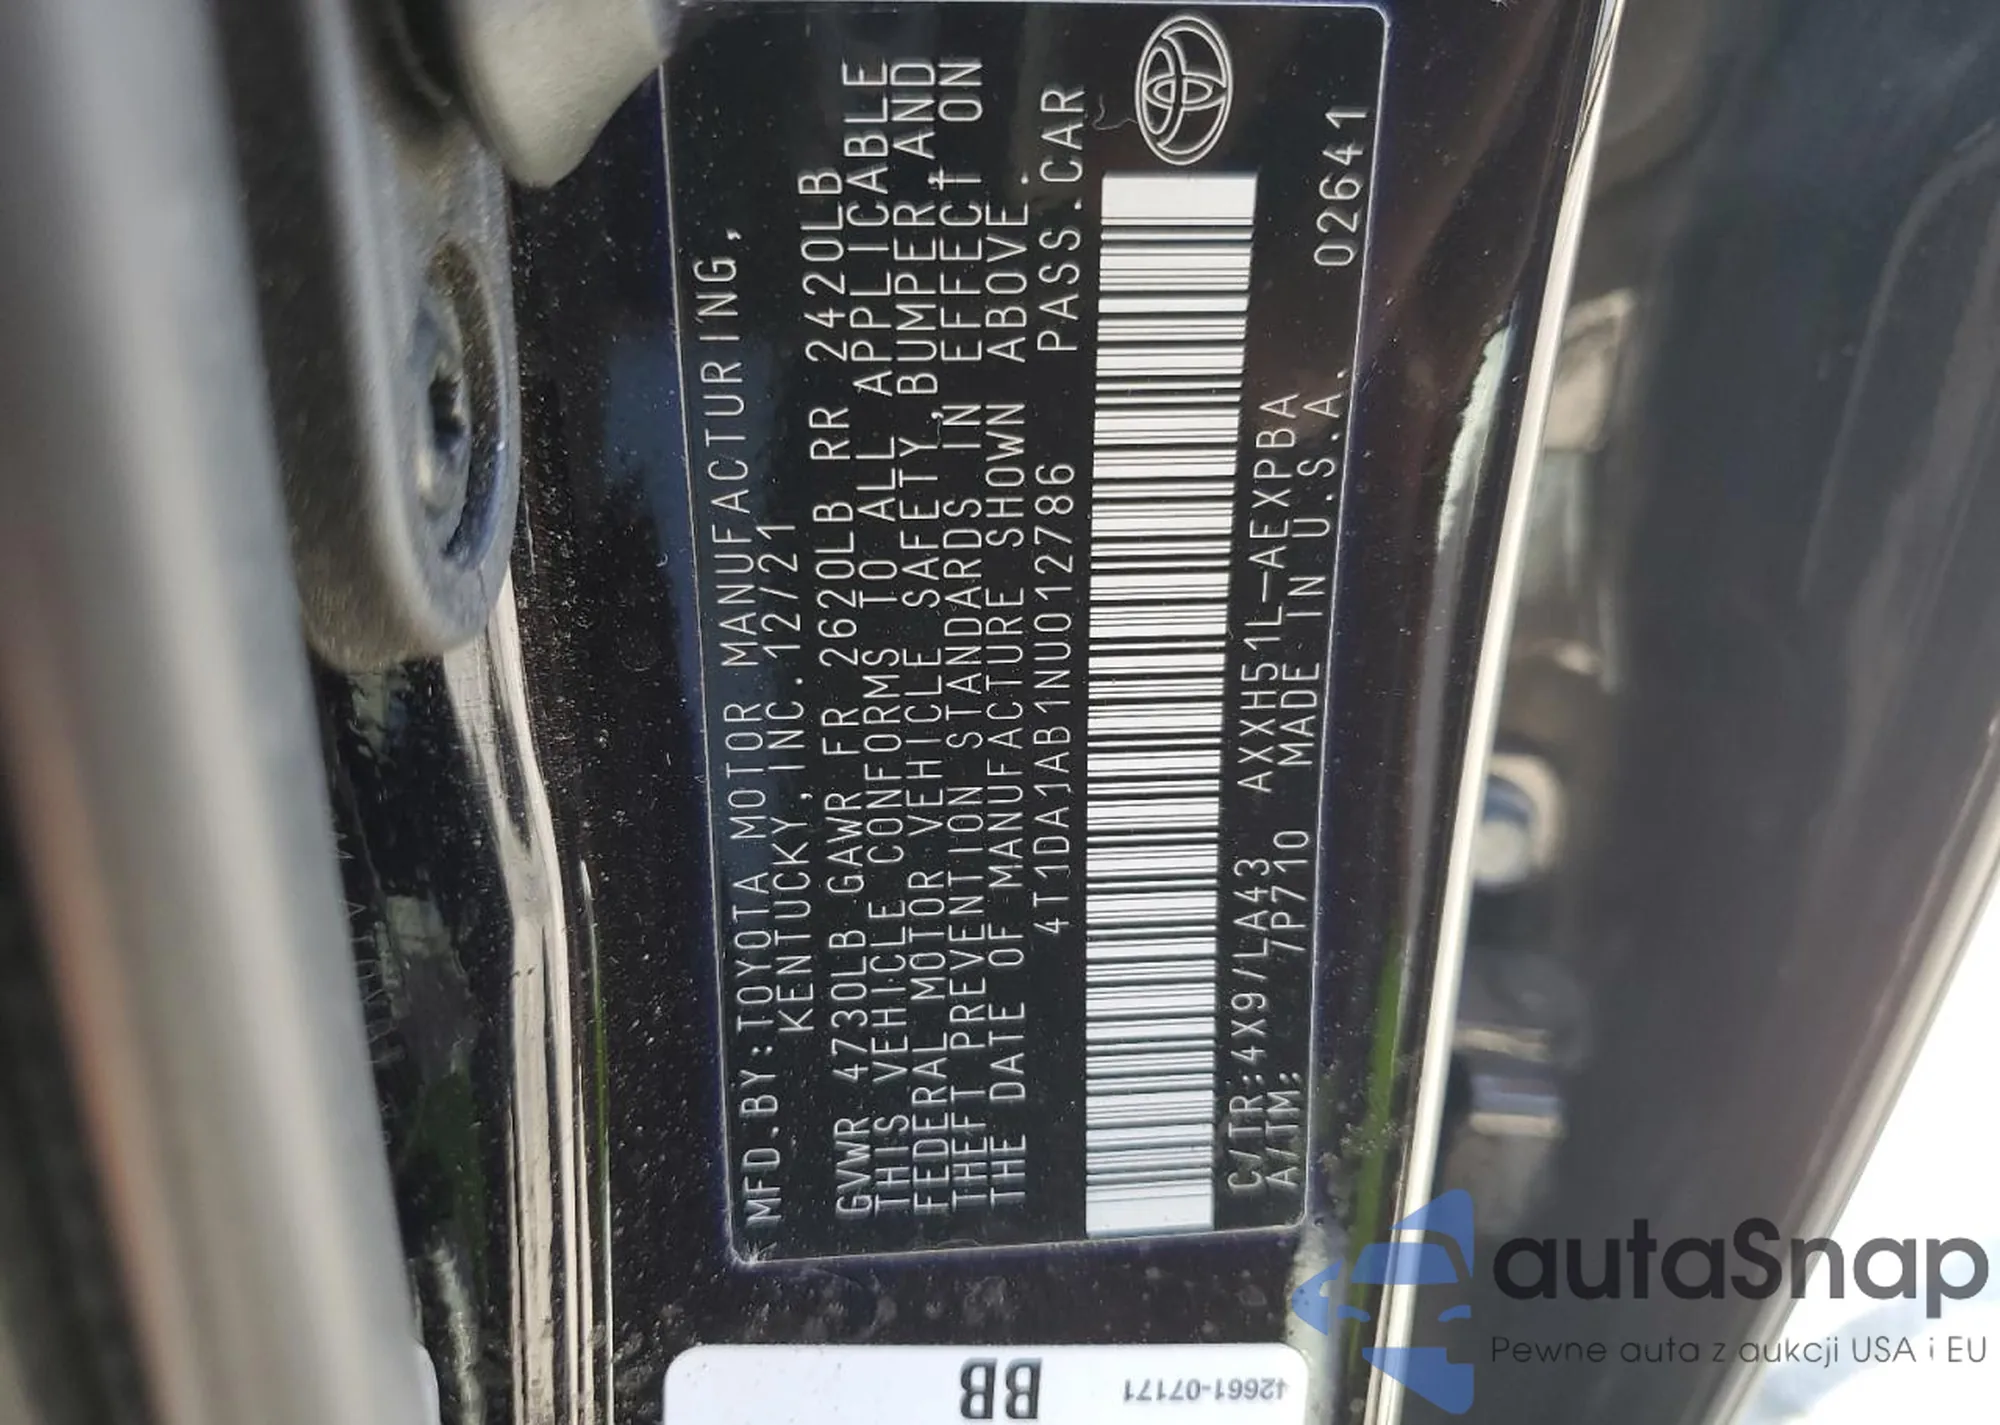 MFD.BY:TOYOTA MOTOR MANUFACTURING,
KENTUCKY, INC. 12/21
GVWR 4730LB GAWR FR 2620LB RR 2420LB
THIS VEHICLE CONFORMS TO ALL APPLICABLE
FEDERAL MOTOR VEHICLE SAFETY, BUMPER, AND
THEFT PREVENTION STANDARDS IN EFFECT ON
THE DATE OF MANUFACTURE SHOWN ABOVE.
4T1DA1AB1NU012786 PASS.CAR
C/TR:4X9/LA43 AXXH51L-AEXPBA
A/TM: 7P710 MADE IN U.S.A. 02641
BB
42661-07171
autoSnap
Pewne auta z aukcji USA i EU